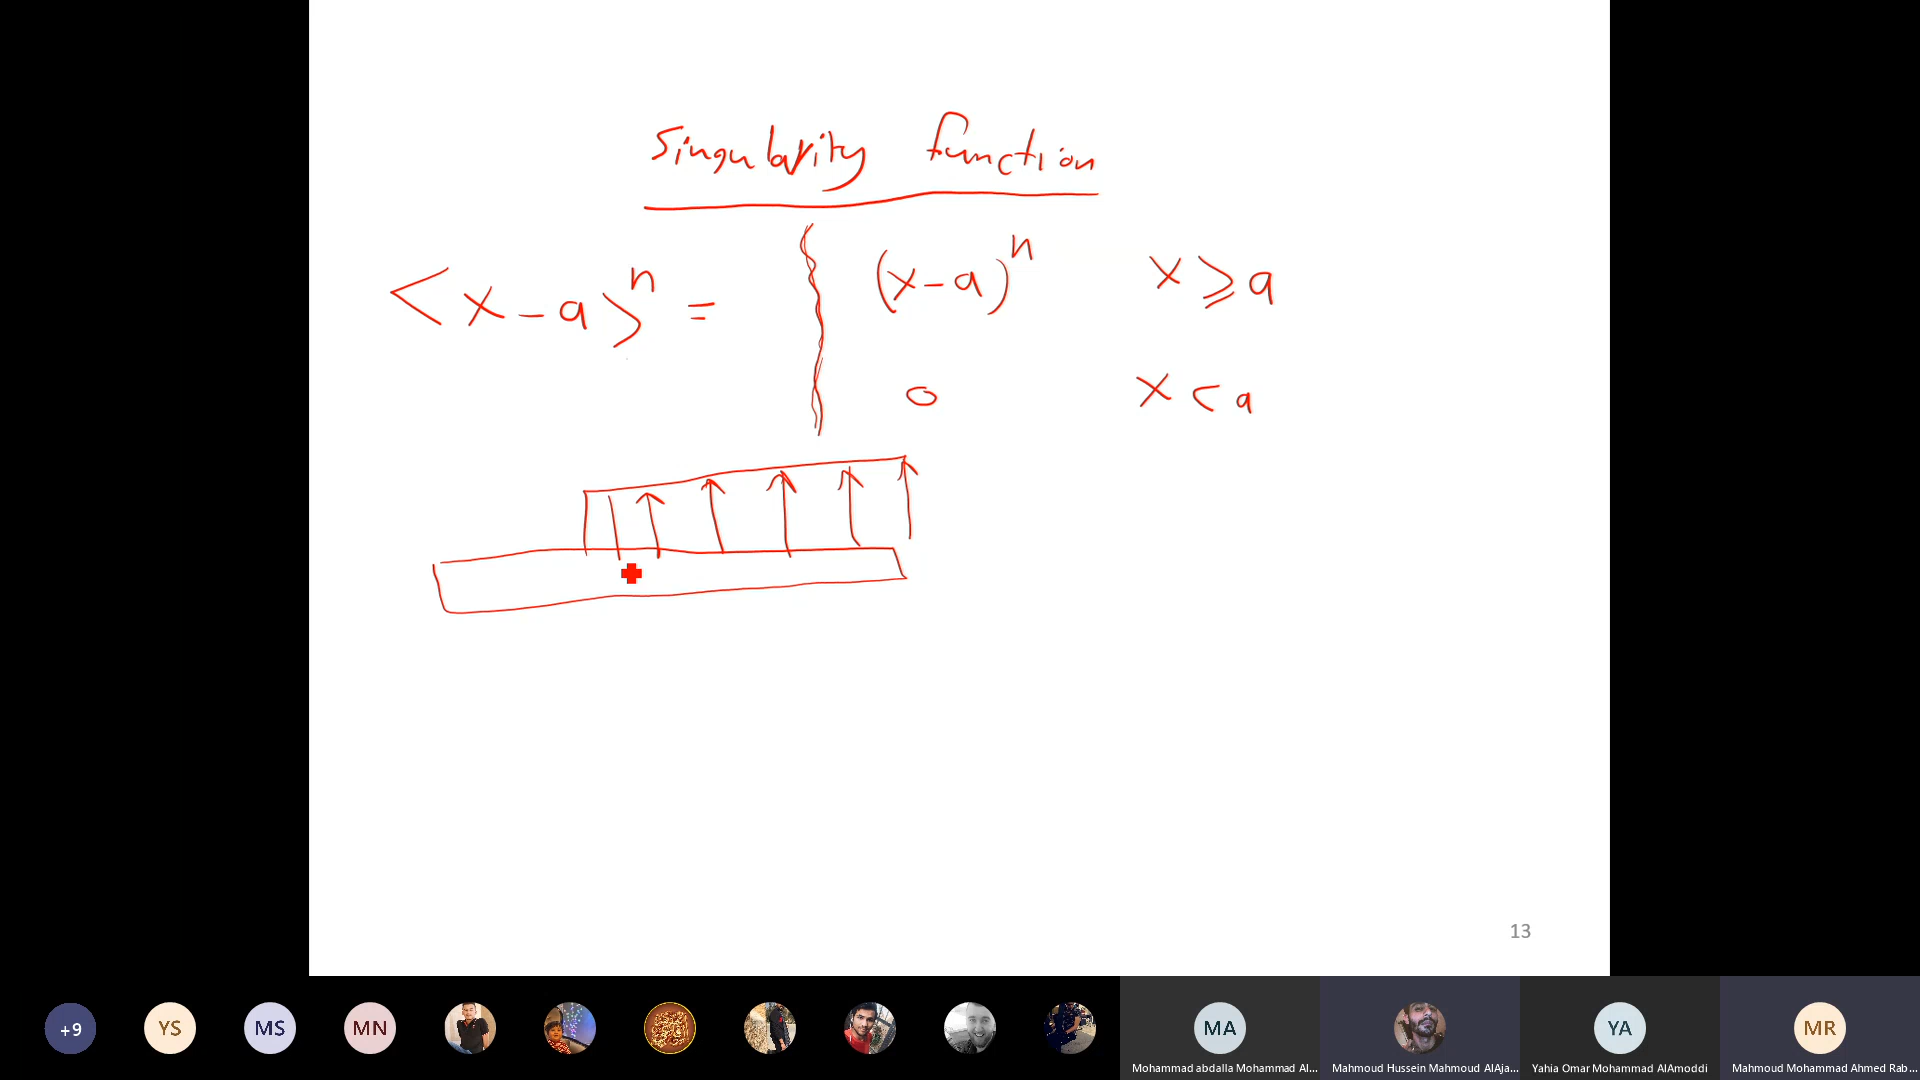 Singularity function
<x-a>ⁿ = (x-a)ⁿ x⩾a
0 x<a
13
+9 YS MS MN MA YA MR
Mohammad abdalla Mohammad Al... Mahmoud Hussein Mahmoud AlAja... Yahia Omar Mohammad AlAmoddi Mahmoud Mohammad Ahmed Rab...